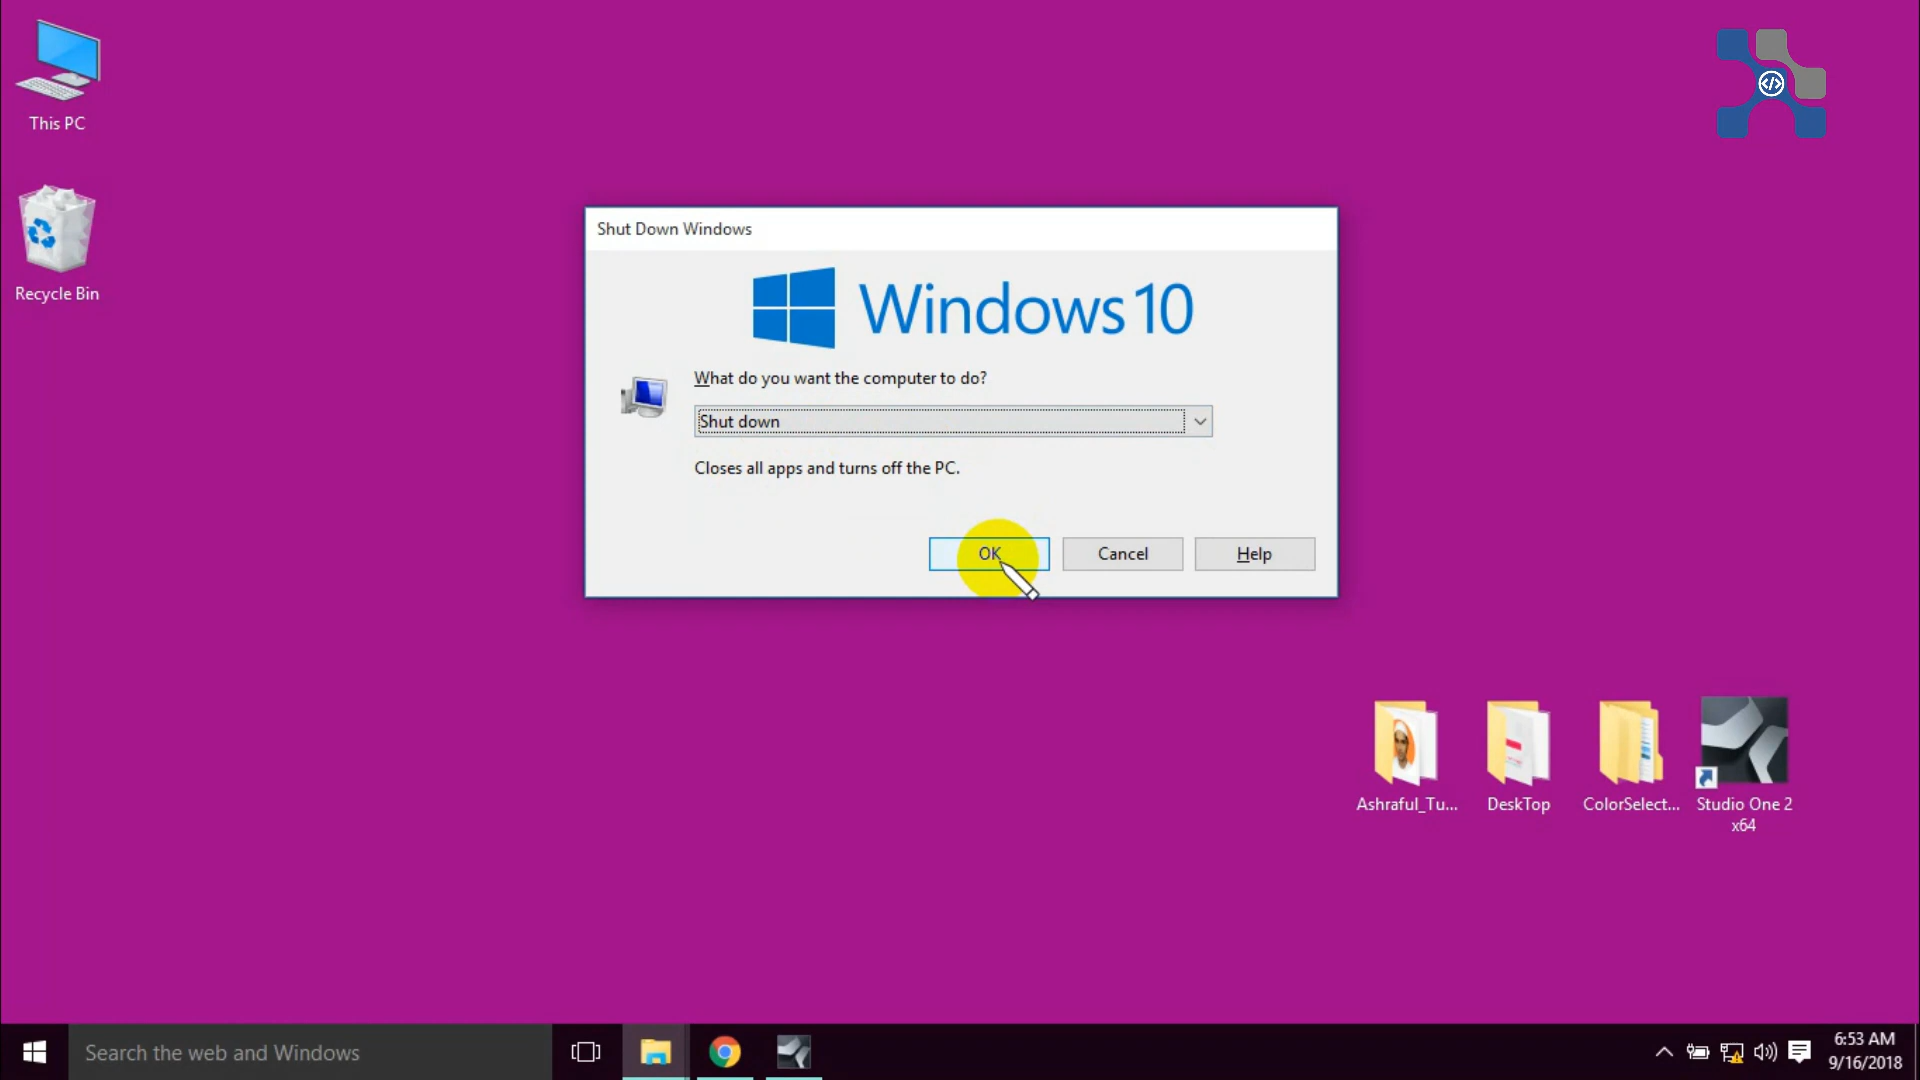 This PC
Recycle Bin
</>
Shut Down Windows
Windows 10
What do you want the computer to do?
Shut down
Closes all apps and turns off the PC.
OK
Cancel
Help
Ashraful_Tu...
DeskTop
ColorSelect...
Studio One 2
x64
Search the web and Windows
6:53 AM
9/16/2018